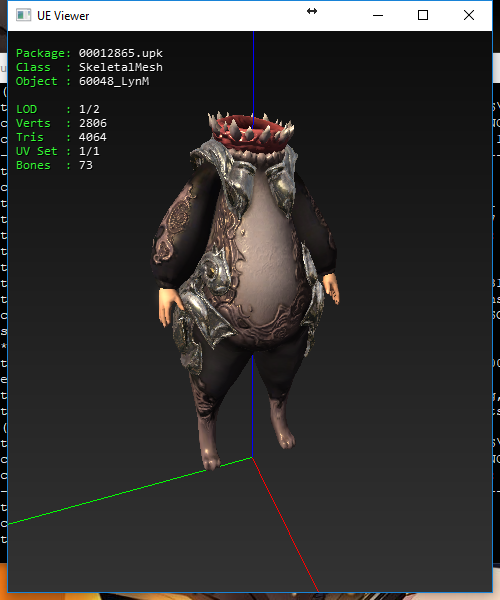 UE Viewer
Package: 00012865.upk
Class : SkeletalMesh
Object : 60048_LynM
LOD : 1/2
Verts : 2806
Tris : 4064
UV Set : 1/1
Bones : 73